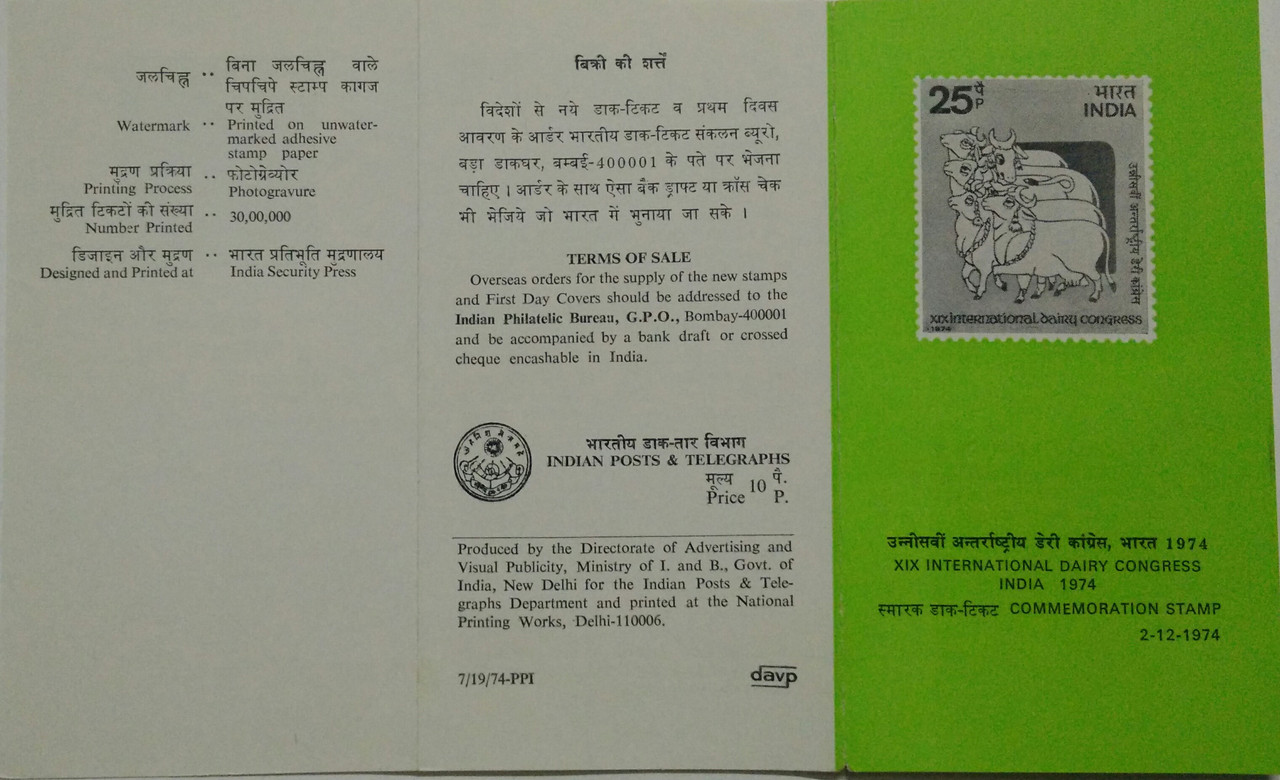 जलचिह्न ·· बिना जलचिह्न वाले
चिपचिपे स्टाम्प कागज
पर मुद्रित
Watermark ·· Printed on unwater-
marked adhesive
stamp paper
मुद्रण प्रक्रिया ·· फोटोग्रेव्योर
Printing Process Photogravure
मुद्रित टिकटों की संख्या ·· 30,00,000
Number Printed
डिजाइन और मुद्रण ·· भारत प्रतिभूति मुद्रणालय
Designed and Printed at India Security Press
बिक्री की शर्त्तें
विदेशों से नये डाक-टिकट व प्रथम दिवस
आवरण के आर्डर भारतीय डाक-टिकट संकलन ब्यूरो,
बड़ा डाकघर, बम्बई-400001 के पते पर भेजना
चाहिए । आर्डर के साथ ऐसा बैंक ड्राफ्ट या क्रॉस चेक
भी भेजिये जो भारत में भुनाया जा सके ।
TERMS OF SALE
Overseas orders for the supply of the new stamps
and First Day Covers should be addressed to the
Indian Philatelic Bureau, G.P.O., Bombay-400001
and be accompanied by a bank draft or crossed
cheque encashable in India.
भारतीय डाक-तार विभाग
INDIAN POSTS & TELEGRAPHS
मूल्य 10 पै.
Price P.
Produced by the Directorate of Advertising and
Visual Publicity, Ministry of I. and B., Govt. of
India, New Delhi for the Indian Posts & Tele-
graphs Department and printed at the National
Printing Works, Delhi-110006.
7/19/74-PPI
davp
25 पै P
भारत
INDIA
उन्नीसवीं अन्तर्राष्ट्रीय डेरी कांग्रेस
XIX INTERNATIONAL DAIRY CONGRESS
1974
उन्नीसवीं अन्तर्राष्ट्रीय डेरी कांग्रेस, भारत 1974
XIX INTERNATIONAL DAIRY CONGRESS
INDIA 1974
स्मारक डाक-टिकट COMMEMORATION STAMP
2-12-1974